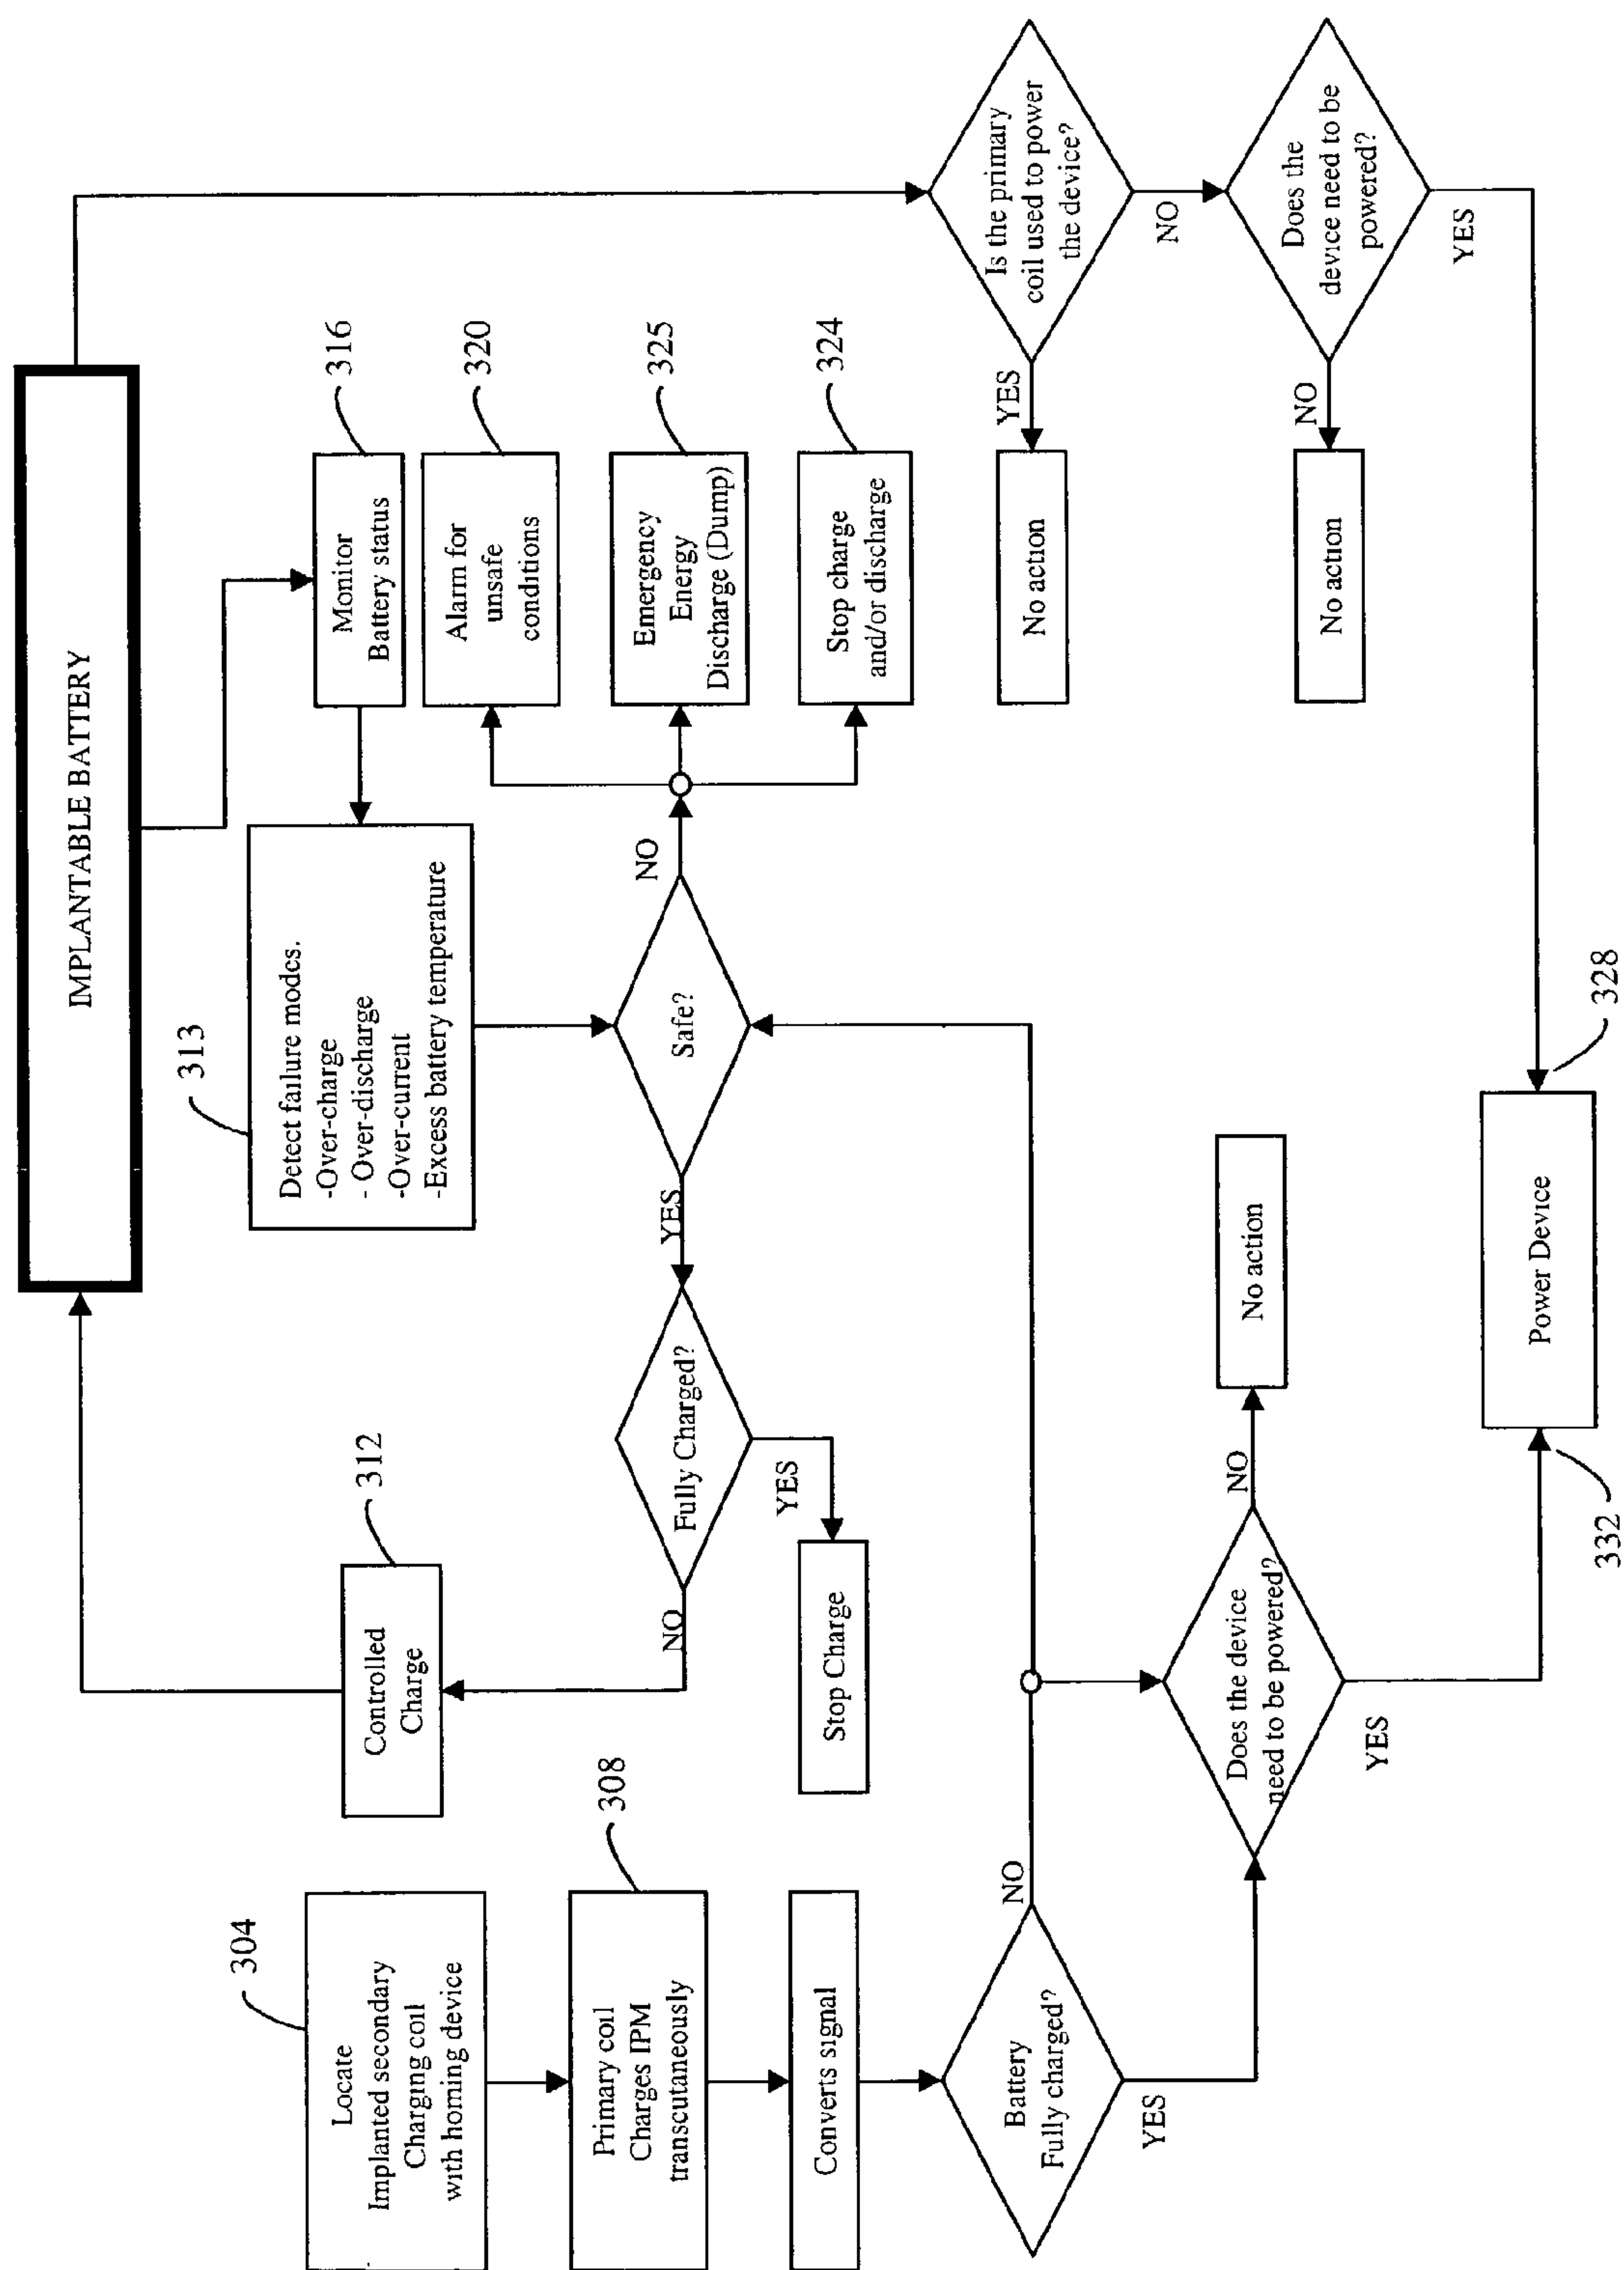 IMPLANTABLE BATTERY
304
Locate
Implanted secondary
Charging coil
with homing device
308
Primary coil
Charges IPM
transcutaneously
Converts signal
Battery
Fully charged?
NO
YES
312
Controlled
Charge
NO
Fully Charged?
YES
Stop Charge
313
Detect failure modes.
-Over-charge
- Over-discharge
-Over-current
-Excess battery temperature
YES
Safe?
NO
316
Monitor
Battery status
320
Alarm for
unsafe
conditions
325
Emergency
Energy
Discharge (Dump)
324
Stop charge
and/or discharge
Does the device
need to be powered?
NO
No action
YES
332
Power Device
328
Is the primary
coil used to power
the device?
YES
No action
NO
Does the
device need to be
powered?
NO
No action
YES